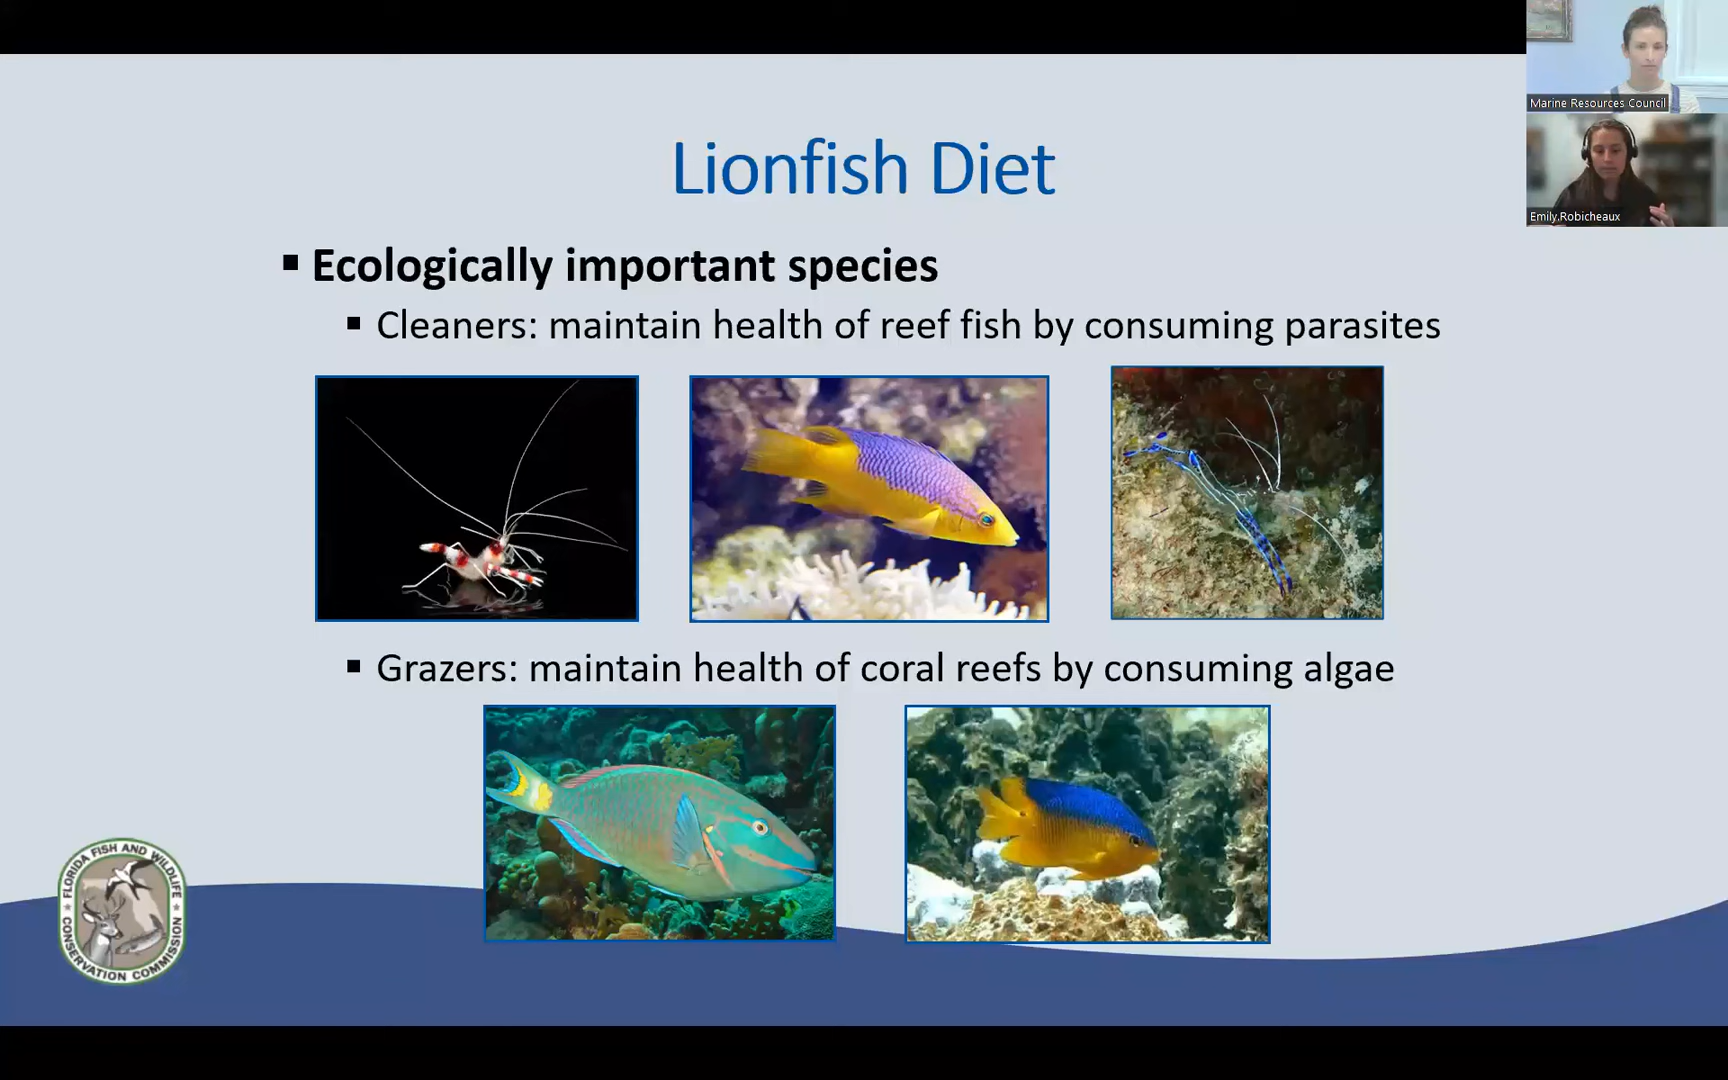 Marine Resources Council
Emily.Robicheaux
Lionfish Diet
▪ Ecologically important species
▪ Cleaners: maintain health of reef fish by consuming parasites
▪ Grazers: maintain health of coral reefs by consuming algae
FLORIDA FISH AND WILDLIFE
CONSERVATION COMMISSION